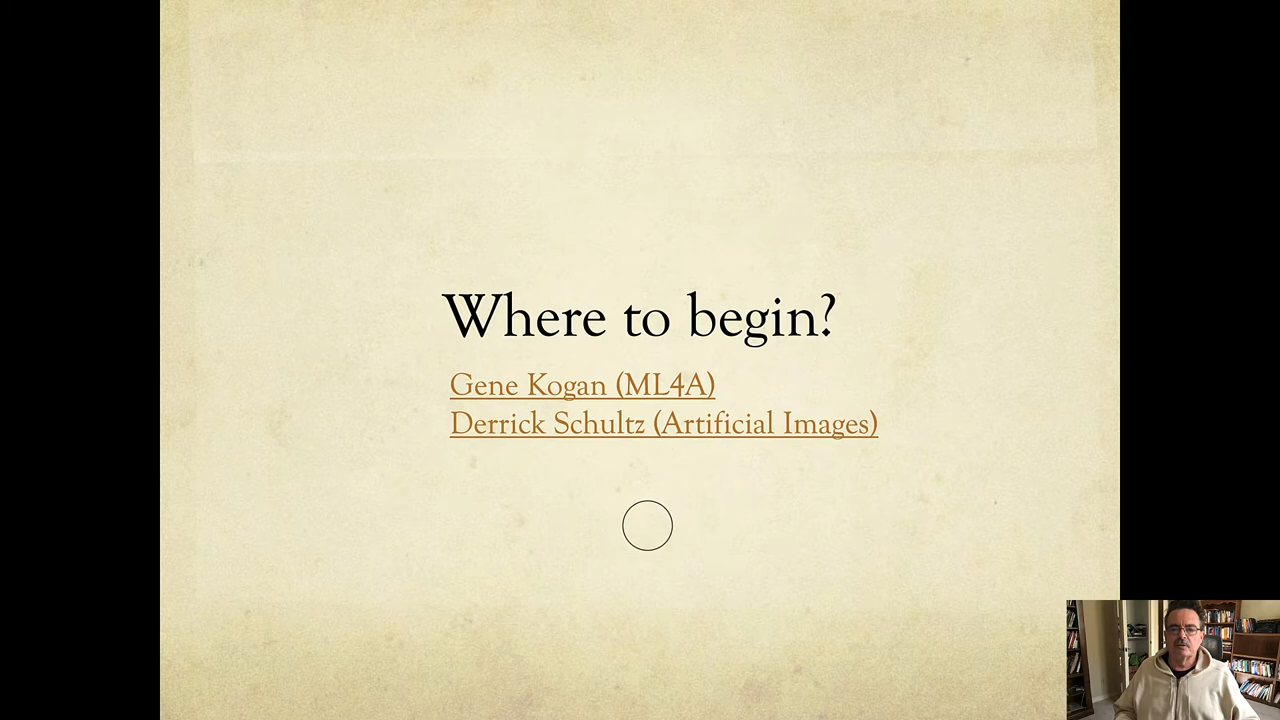 Where to begin?
Gene Kogan (ML4A)
Derrick Schultz (Artificial Images)